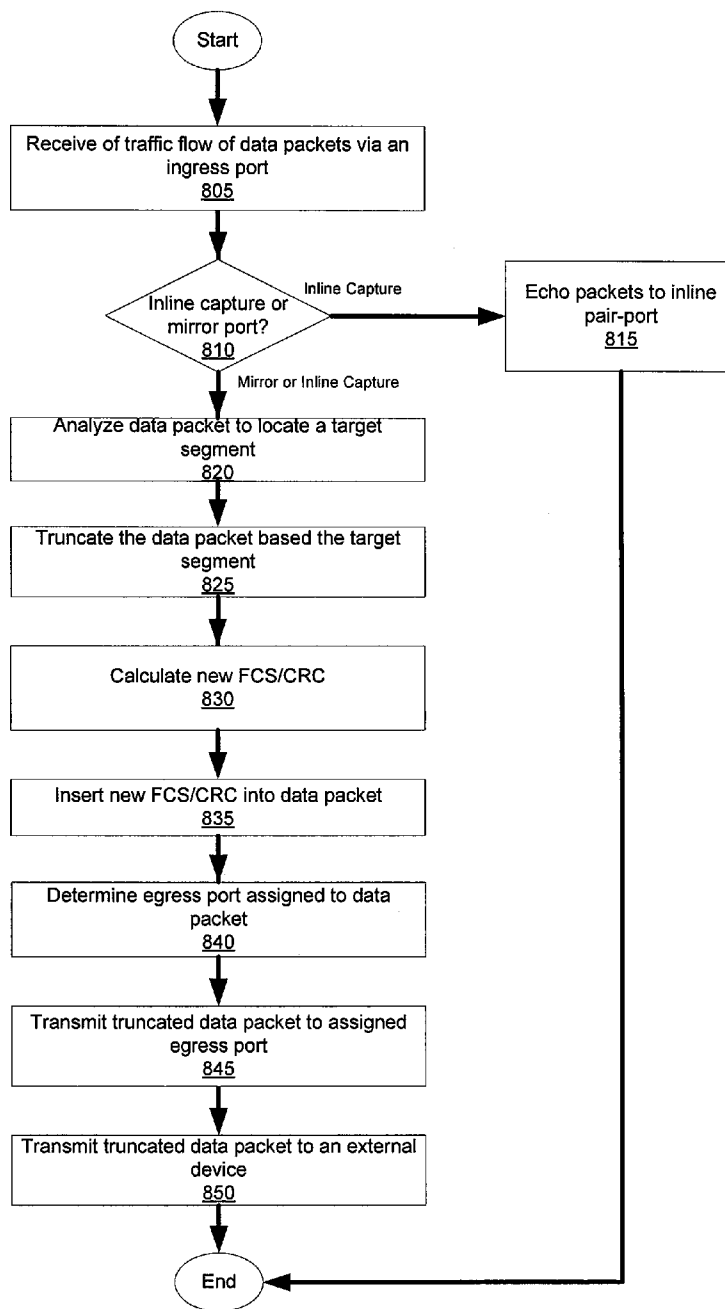 Start
Receive of traffic flow of data packets via an
ingress port
805
Inline capture or
mirror port?
810
Inline Capture
Echo packets to inline
pair-port
815
Mirror or Inline Capture
Analyze data packet to locate a target
segment
820
Truncate the data packet based the target
segment
825
Calculate new FCS/CRC
830
Insert new FCS/CRC into data packet
835
Determine egress port assigned to data
packet
840
Transmit truncated data packet to assigned
egress port
845
Transmit truncated data packet to an external
device
850
End